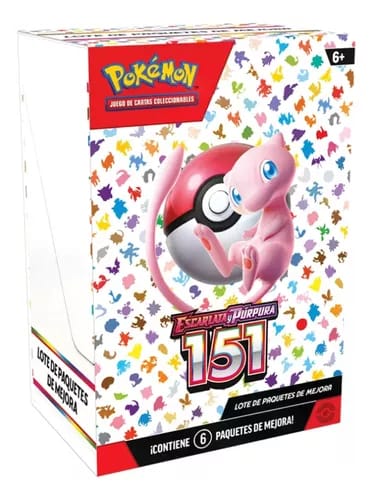 Pokémon
JUEGO DE CARTAS COLECCIONABLES
6+
ESCARLATA Y PÚRPURA
151
LOTE DE PAQUETES DE MEJORA
¡CONTIENE 6 PAQUETES DE MEJORA!
LOTE DE PAQUETES
DE MEJORA